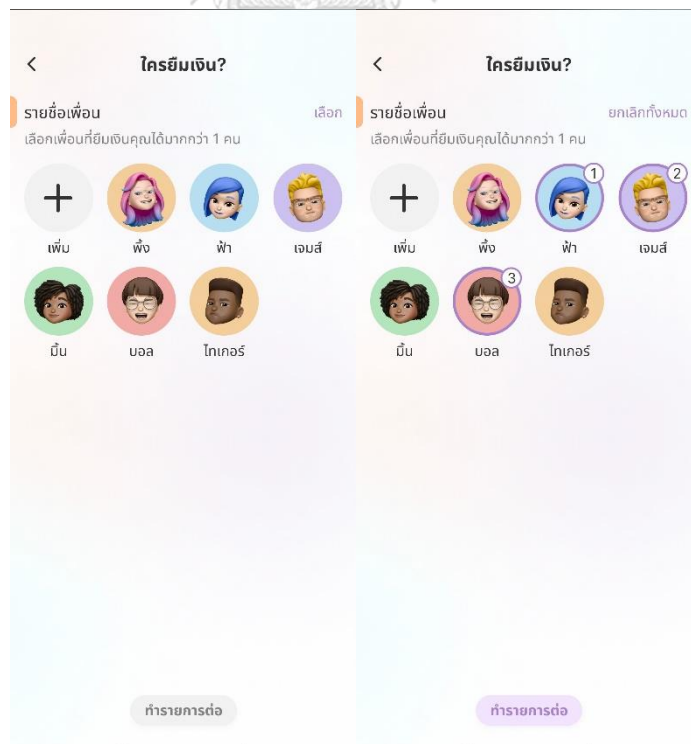 ใครยืมเงิน?
รายชื่อเพื่อน เลือก
เลือกเพื่อนที่ยืมเงินคุณได้มากกว่า 1 คน
เพิ่ม พิ้ง ฟ้า เจมส์
มิ้น บอล ไทเกอร์
ทำรายการต่อ
ใครยืมเงิน?
รายชื่อเพื่อน ยกเลิกทั้งหมด
เลือกเพื่อนที่ยืมเงินคุณได้มากกว่า 1 คน
1 2
เพิ่ม พิ้ง ฟ้า เจมส์
3
มิ้น บอล ไทเกอร์
ทำรายการต่อ